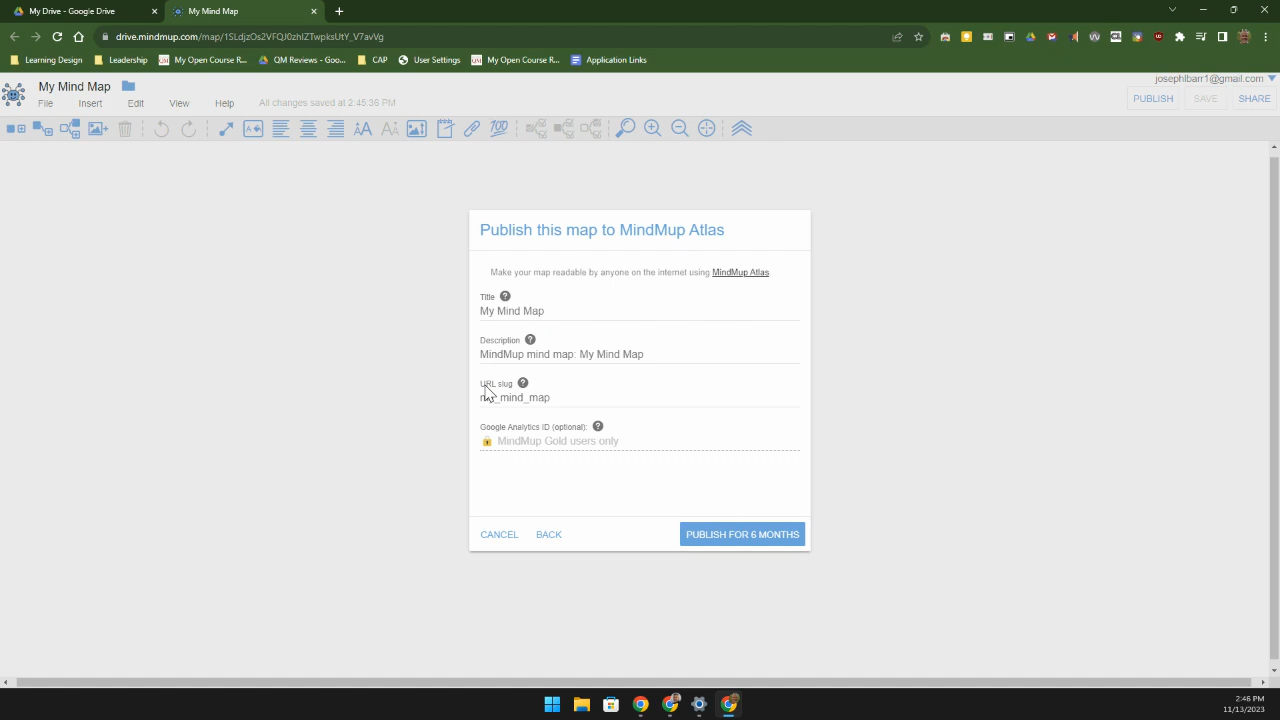 My Drive - Google Drive
My Mind Map
drive.mindmup.com/map/1SLdjzOs2VFQJ0zhIZTwpksUtY_V7avVg
Learning Design
Leadership
My Open Course R...
QM Reviews - Goo...
CAP
User Settings
My Open Course R...
Application Links
My Mind Map
josephlbarr1@gmail.com
File
Insert
Edit
View
Help
All changes saved at 2:45:36 PM
PUBLISH
SAVE
SHARE
Publish this map to MindMup Atlas
Make your map readable by anyone on the internet using MindMup Atlas
Title
My Mind Map
Description
MindMup mind map: My Mind Map
URL slug
_mind_map
Google Analytics ID (optional):
MindMup Gold users only
CANCEL
BACK
PUBLISH FOR 6 MONTHS
2:46 PM
11/13/2023